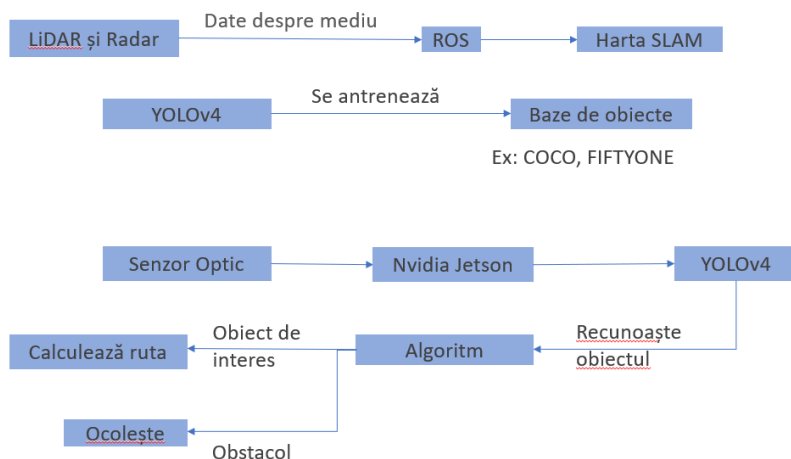 Date despre mediu
LiDAR și Radar
ROS
Harta SLAM
Se antrenează
YOLOv4
Baze de obiecte
Ex: COCO, FIFTYONE
Senzor Optic
Nvidia Jetson
YOLOv4
Obiect de
interes
Recunoaște
obiectul
Calculează ruta
Algoritm
Ocolește
Obstacol